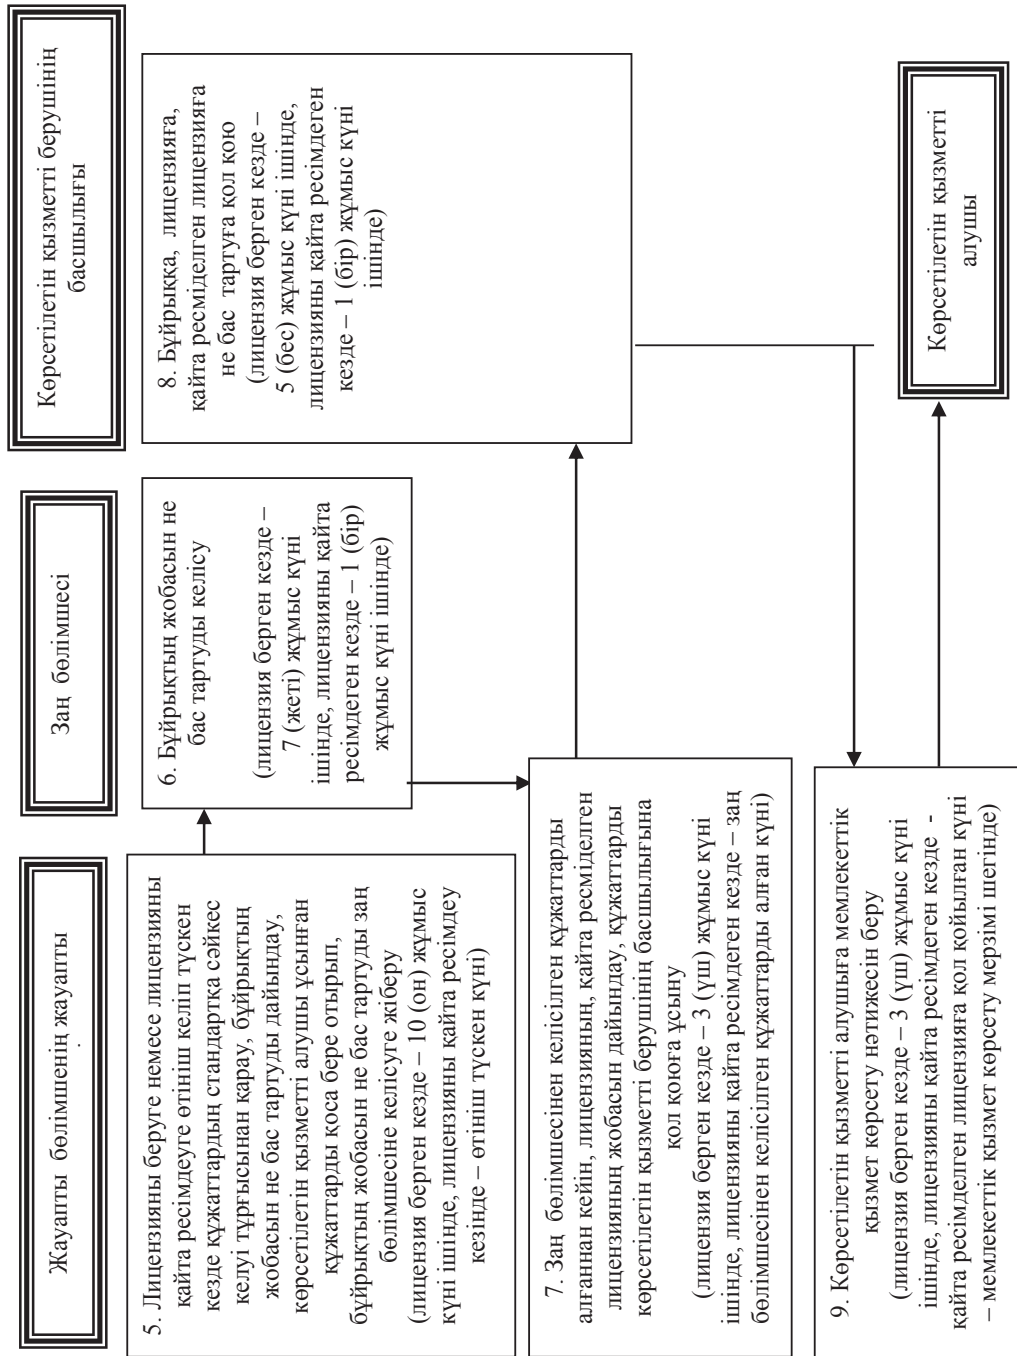 Жауапты бөлімшенің жауапты
Заң бөлімшесі
Көрсетілетін қызметті берушінің
басшылығы
5. Лицензияны беруге немесе лицензияны
қайта ресімдеуге өтініш келіп түскен
кезде құжаттардың стандартқа сәйкес
келуі тұрғысынан қарау, бұйрықтың
жобасын не бас тартуды дайындау,
көрсетілетін қызметті алушы ұсынған
құжаттарды қоса бере отырып,
бұйрықтың жобасын не бас тартуды заң
бөлімшесіне келісуге жіберу
(лицензия берген кезде – 10 (он) жұмыс
күні ішінде, лицензияны қайта ресімдеу
кезінде – өтініш түскен күні)
6. Бұйрықтың жобасын не
бас тартуды келісу
(лицензия берген кезде –
7 (жеті) жұмыс күні
ішінде, лицензияны қайта
ресімдеген кезде – 1 (бір)
жұмыс күні ішінде)
8. Бұйрыққа, лицензияға,
қайта ресміделген лицензияға
не бас тартуға қол қою
(лицензия берген кезде –
5 (бес) жұмыс күні ішінде,
лицензияны қайта ресімдеген
кезде – 1 (бір) жұмыс күні
ішінде)
7. Заң бөлімшесінен келісілген құжаттарды
алғаннан кейін, лицензияның, қайта ресміделген
лицензияның жобасын дайындау, құжаттарды
көрсетілетін қызметті берушінің басшылығына
қол қоюға ұсыну
(лицензия берген кезде – 3 (үш) жұмыс күні
ішінде, лицензияны қайта ресімдеген кезде – заң
бөлімшесінен келісілген құжаттарды алған күні)
9. Көрсетілетін қызметті алушыға мемлекеттік
қызмет көрсету нәтижесін беру
(лицензия берген кезде – 3 (үш) жұмыс күні
ішінде, лицензияны қайта ресімдеген кезде -
қайта ресімделген лицензияға қол қойылған күні
– мемлекеттік қызмет көрсету мерзімі шегінде)
Көрсетілетін қызметті
алушы